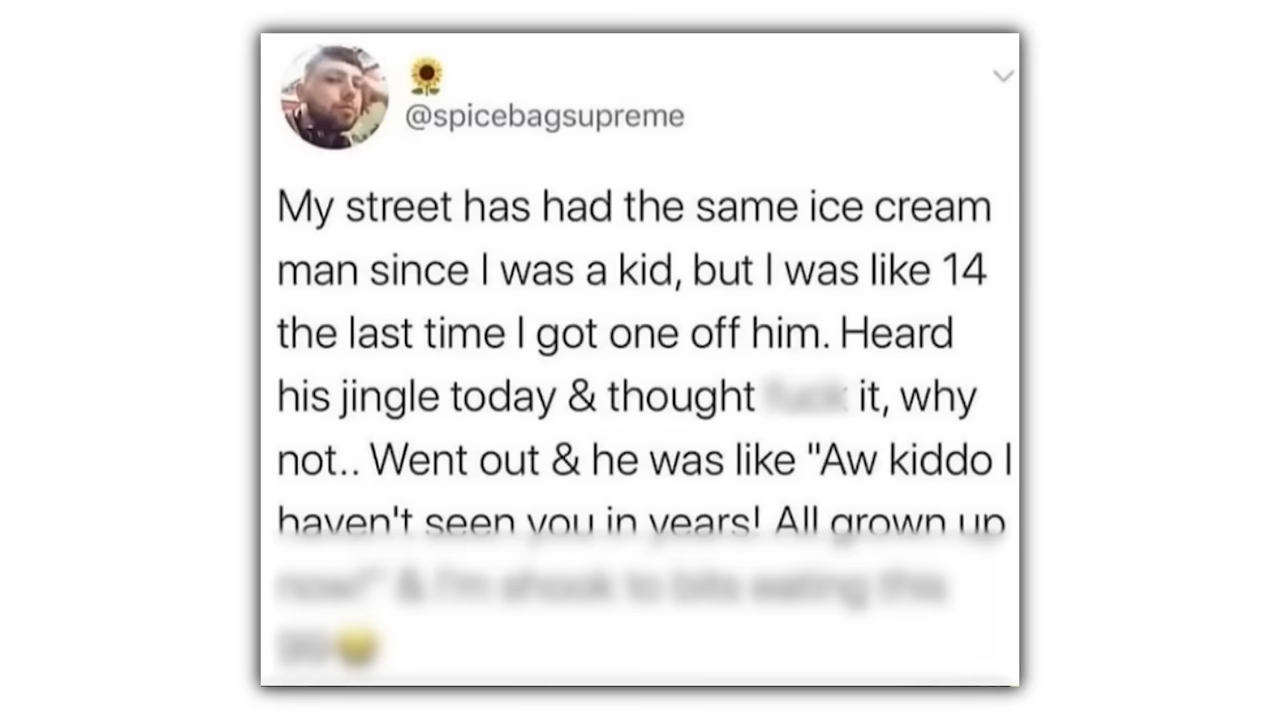 @spicebagsupreme
My street has had the same ice cream
man since I was a kid, but I was like 14
the last time I got one off him. Heard
his jingle today & thought it, why
not.. Went out & he was like "Aw kiddo I
haven't seen you in years! All grown up